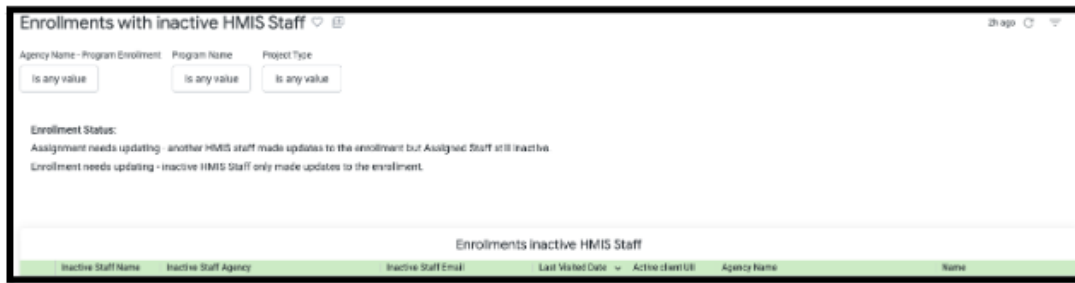 Enrollments with inactive HMIS Staff
2h ago
Agency Name - Program Enrollment Program Name Project Type
is any value is any value is any value
Enrollment Status:
Assignment needs updating - another HMIS staff made updates to the enrollment but Assigned Staff still inactive
Enrollment needs updating - inactive HMIS Staff only made updates to the enrollment.
Enrollments inactive HMIS Staff
Inactive Staff Name Inactive Staff Agency Inactive Staff Email Last Visited Date Active client Agency Name Name